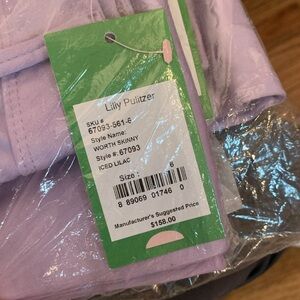 Lilly Pulitzer
SKU #
67093-561-6
Style Name:
WORTH SKINNY
Style #: 67093
ICED LILAC
Size : 6
8 89069 01746 0
Manufacturer's Suggested Price
$158.00